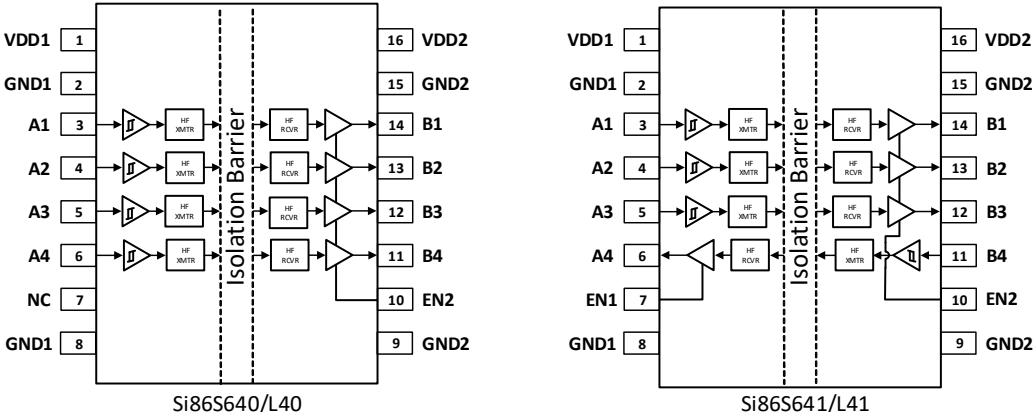 VDD1 1 16 VDD2
GND1 2 15 GND2
A1 3 HF XMTR HF RCVR 14 B1
A2 4 HF XMTR HF RCVR 13 B2
A3 5 HF XMTR HF RCVR 12 B3
A4 6 HF XMTR HF RCVR 11 B4
NC 7 10 EN2
GND1 8 9 GND2
Isolation Barrier
Si86S640/L40
VDD1 1 16 VDD2
GND1 2 15 GND2
A1 3 HF XMTR HF RCVR 14 B1
A2 4 HF XMTR HF RCVR 13 B2
A3 5 HF XMTR HF RCVR 12 B3
A4 6 HF RCVR HF XMTR 11 B4
EN1 7 10 EN2
GND1 8 9 GND2
Isolation Barrier
Si86S641/L41